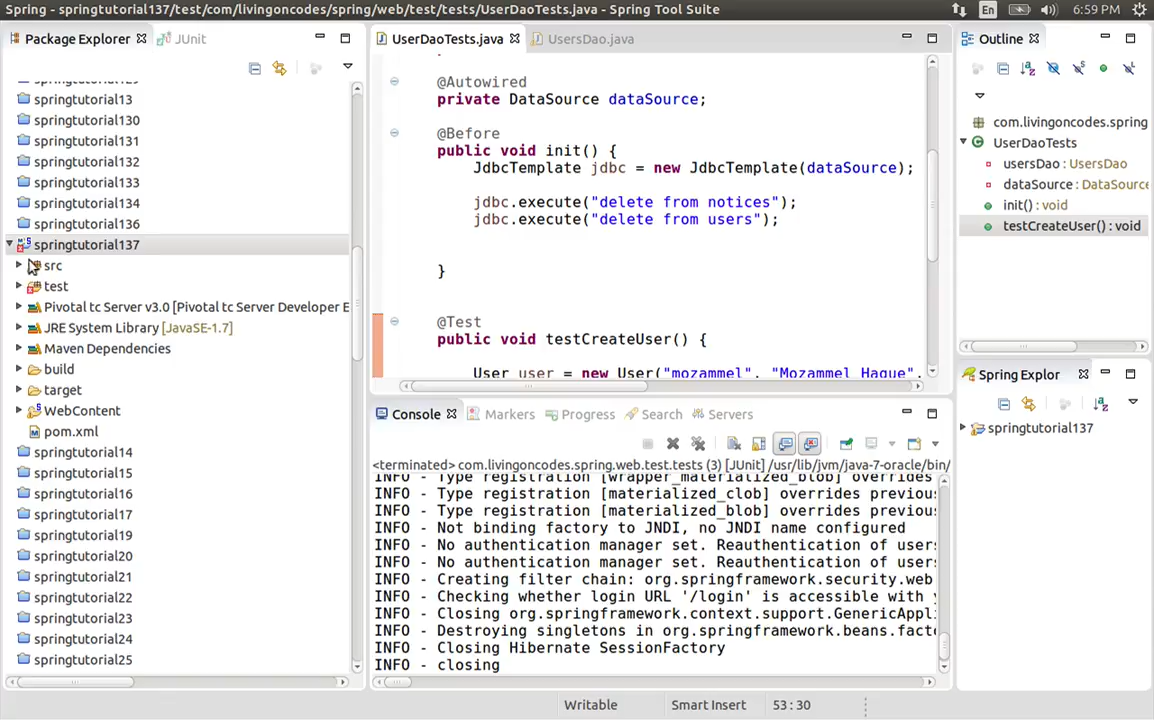 Spring - springtutorial137/test/com/livingoncodes/spring/web/test/tests/UserDaoTests.java - Spring Tool Suite
En
6:59 PM
Package Explorer
JUnit
springtutorial13
springtutorial130
springtutorial131
springtutorial132
springtutorial133
springtutorial134
springtutorial136
springtutorial137
src
test
Pivotal tc Server v3.0 [Pivotal tc Server Developer E
JRE System Library [JavaSE-1.7]
Maven Dependencies
build
target
WebContent
pom.xml
springtutorial14
springtutorial15
springtutorial16
springtutorial17
springtutorial19
springtutorial20
springtutorial21
springtutorial22
springtutorial23
springtutorial24
springtutorial25
UserDaoTests.java
UsersDao.java
@Autowired
private DataSource dataSource;
@Before
public void init() {
JdbcTemplate jdbc = new JdbcTemplate(dataSource);
jdbc.execute("delete from notices");
jdbc.execute("delete from users");
}
@Test
public void testCreateUser() {
User user = new User("mozammel", "Mozammel Haque",
Console
Markers
Progress
Search
Servers
<terminated> com.livingoncodes.spring.web.test.tests (3) [JUnit] /usr/lib/jvm/java-7-oracle/bin/
INFO - Type registration [wrapper_materialized_blob] overrides
INFO - Type registration [materialized_clob] overrides previous
INFO - Type registration [materialized_blob] overrides previous
INFO - Not binding factory to JNDI, no JNDI name configured
INFO - No authentication manager set. Reauthentication of users
INFO - No authentication manager set. Reauthentication of users
INFO - Creating filter chain: org.springframework.security.web
INFO - Checking whether login URL '/login' is accessible with
INFO - Closing org.springframework.context.support.GenericAppli
INFO - Destroying singletons in org.springframework.beans.facto
INFO - Closing Hibernate SessionFactory
INFO - closing
Outline
com.livingoncodes.spring
UserDaoTests
usersDao : UsersDao
dataSource : DataSource
init() : void
testCreateUser() : void
Spring Explor
springtutorial137
Writable
Smart Insert
53 : 30